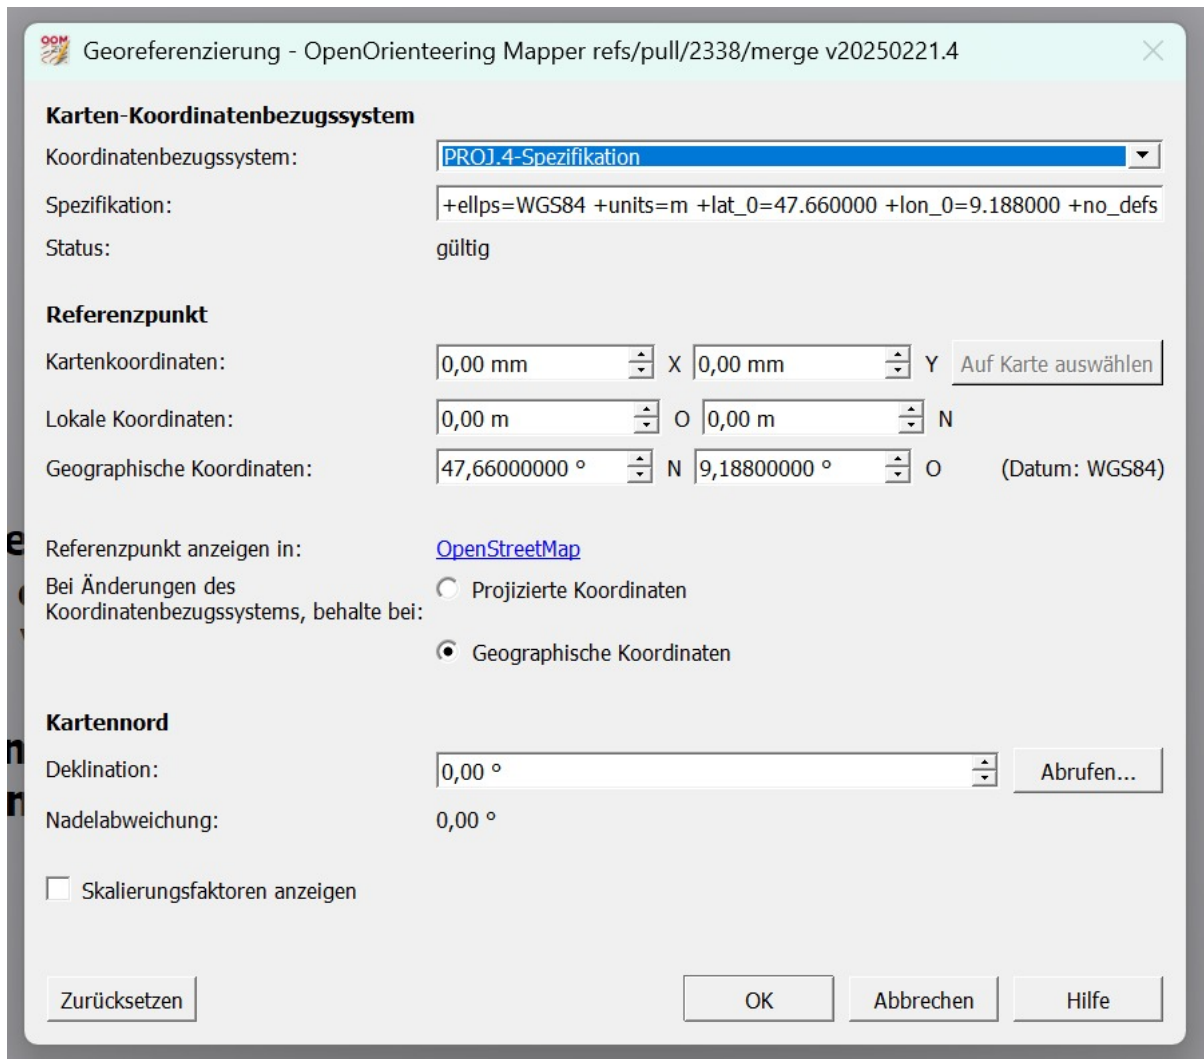 Georeferenzierung - OpenOrienteering Mapper refs/pull/2338/merge v20250221.4
Karten-Koordinatenbezugssystem
Koordinatenbezugssystem: PROJ.4-Spezifikation
Spezifikation: +ellps=WGS84 +units=m +lat_0=47.660000 +lon_0=9.188000 +no_defs
Status: gültig
Referenzpunkt
Kartenkoordinaten: 0,00 mm X 0,00 mm Y Auf Karte auswählen
Lokale Koordinaten: 0,00 m O 0,00 m N
Geographische Koordinaten: 47,66000000 ° N 9,18800000 ° O (Datum: WGS84)
Referenzpunkt anzeigen in: OpenStreetMap
Bei Änderungen des
Koordinatenbezugssystems, behalte bei: Projizierte Koordinaten
Geographische Koordinaten
Kartennord
Deklination: 0,00 ° Abrufen...
Nadelabweichung: 0,00 °
Skalierungsfaktoren anzeigen
Zurücksetzen OK Abbrechen Hilfe